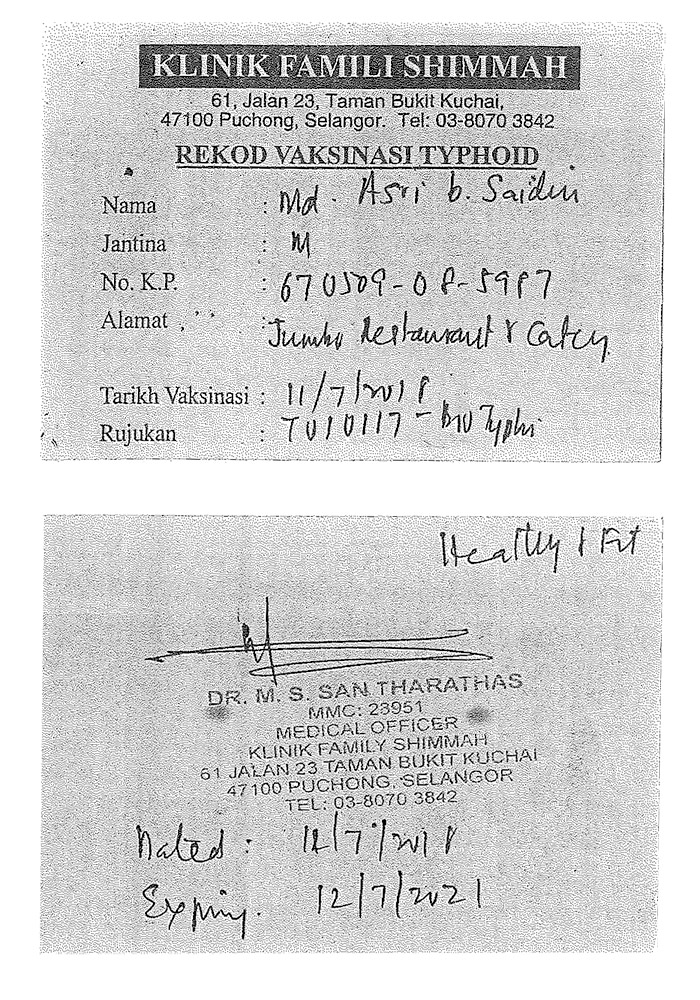 KLINIK FAMILI SHIMMAH
61, Jalan 23, Taman Bukit Kuchai,
47100 Puchong, Selangor. Tel: 03-8070 3842
REKOD VAKSINASI TYPHOID
Nama : Md. Asri b. Saidin
Jantina : M
No. K.P. : 670509-08-5987
Alamat : Jumbo Restaurant &
Tarikh Vaksinasi : 11/7/2018
Rujukan : TU10117 - Bio Typhi
Healthy & Fit
DR. M. S. SAN THARATHAS
MMC: 23951
MEDICAL OFFICER
KLINIK FAMILY SHIMMAH
61 JALAN 23 TAMAN BUKIT KUCHAI
47100 PUCHONG, SELANGOR
TEL: 03-8070 3842
Dated :
Expiry. 12/7/2021